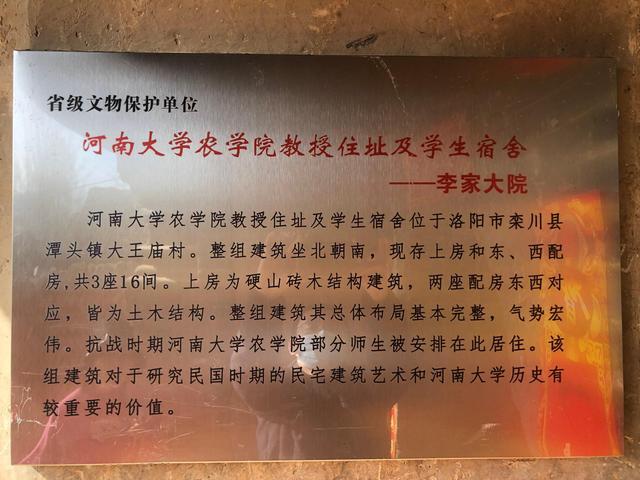 省级文物保护单位
河南大学农学院教授住址及学生宿舍
——李家大院
河南大学农学院教授住址及学生宿舍位于洛阳市栾川县
潭头镇大王庙村。整组建筑坐北朝南，现存上房和东、西配
房,共3座16间。上房为硬山砖木结构建筑，两座配房东西对
应，皆为土木结构。整组建筑其总体布局基本完整，气势宏
伟。抗战时期河南大学农学院部分师生被安排在此居住。该
组建筑对于研究民国时期的民宅建筑艺术和河南大学历史有
较重要的价值。